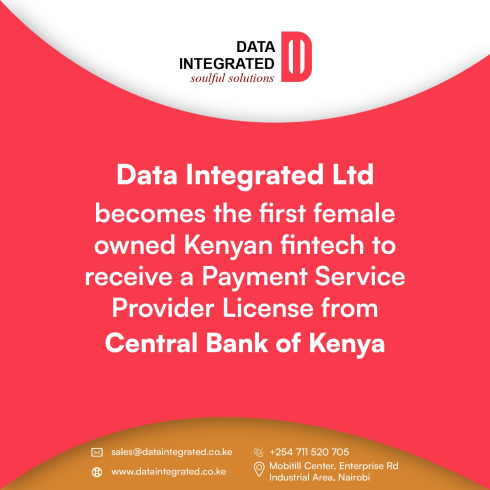 DATA
INTEGRATED
soulful solutions
Data Integrated Ltd
becomes the first female
owned Kenyan fintech to
receive a Payment Service
Provider License from
Central Bank of Kenya
sales@dataintegrated.co.ke
www.dataintegrated.co.ke
+254 711 520 705
Mobitill Center, Enterprise Rd
Industrial Area, Nairobi